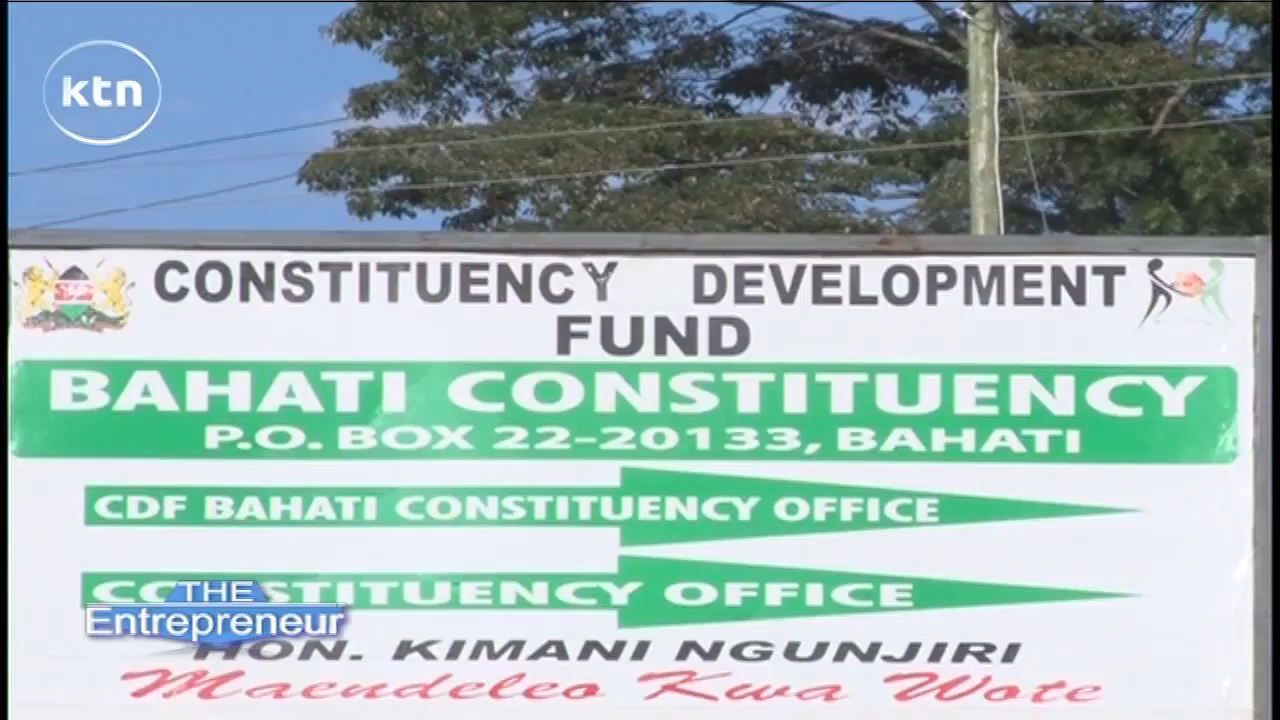 ktn
CONSTITUENCY DEVELOPMENT
FUND
BAHATI CONSTITUENCY
P.O. BOX 22-20133, BAHATI
CDF BAHATI CONSTITUENCY OFFICE
CONSTITUENCY OFFICE
THE
Entrepreneur
HON. KIMANI NGUNJIRI
Maendeleo Kwa Wote